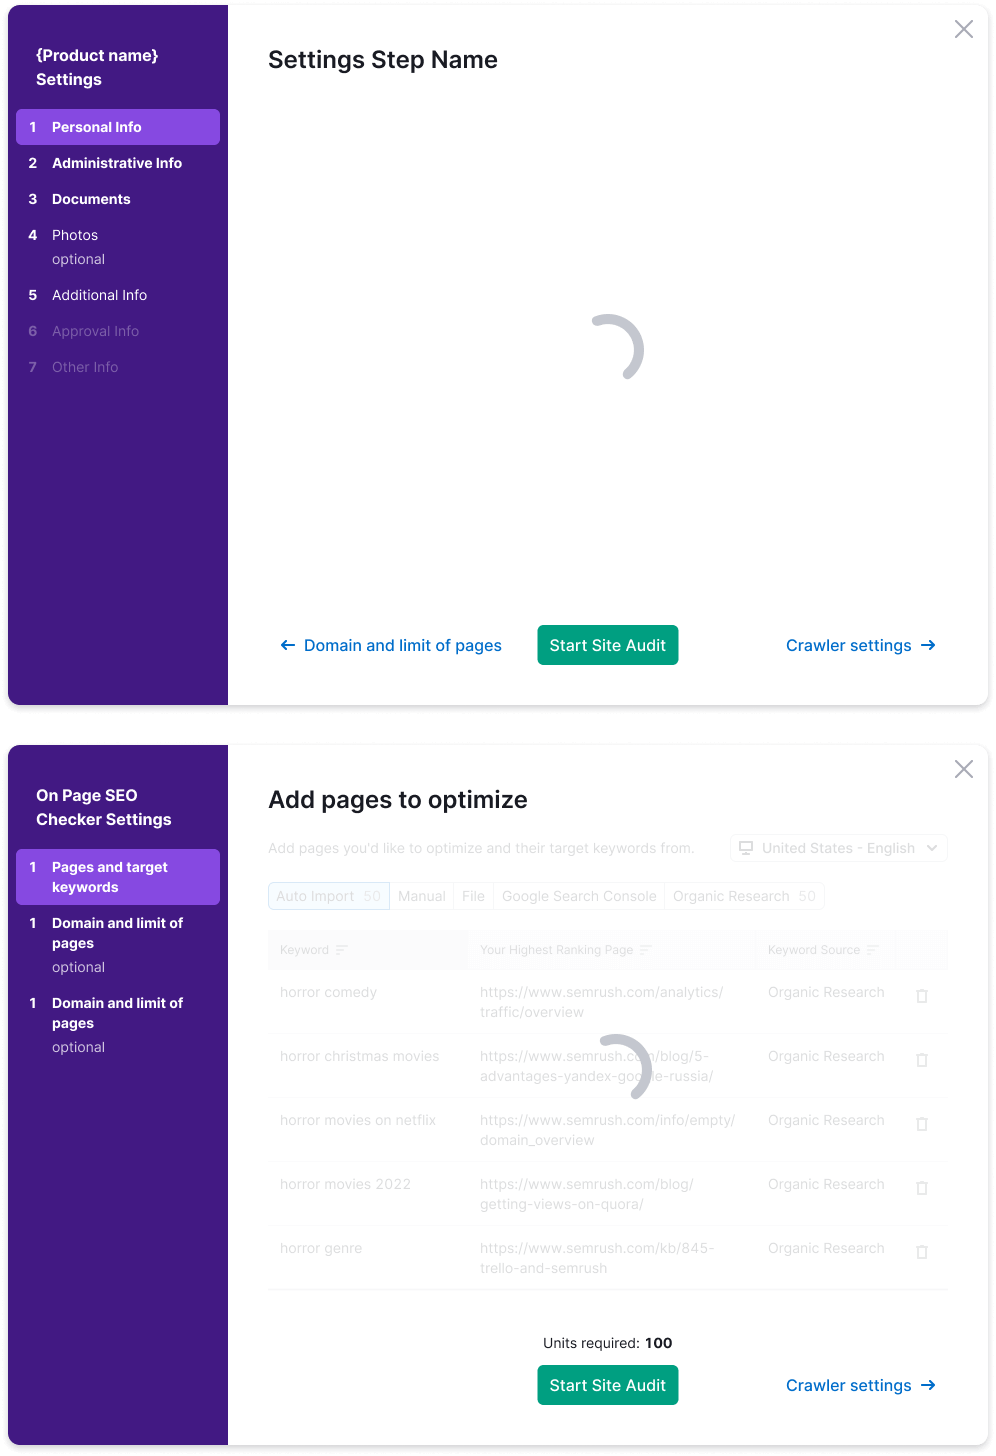 {Product name}
Settings
1 Personal Info
2 Administrative Info
3 Documents
4 Photos
optional
5 Additional Info
6 Approval Info
7 Other Info
Settings Step Name
← Domain and limit of pages
Start Site Audit
Crawler settings →
On Page SEO
Checker Settings
1 Pages and target
keywords
1 Domain and limit of
pages
optional
1 Domain and limit of
pages
optional
Add pages to optimize
Add pages you'd like to optimize and their target keywords from.
United States - English
Auto Import 50 Manual File Google Search Console Organic Research 50
Keyword Your Highest Ranking Page Keyword Source
horror comedy https://www.semrush.com/analytics/ Organic Research
traffic/overview
horror christmas movies https://www.semrush.com/blog/5- Organic Research
advantages-yandex-google-russia/
horror movies on netflix https://www.semrush.com/info/empty/ Organic Research
domain_overview
horror movies 2022 https://www.semrush.com/blog/ Organic Research
getting-views-on-quora/
horror genre https://www.semrush.com/kb/845- Organic Research
trello-and-semrush
Units required: 100
Start Site Audit
Crawler settings →